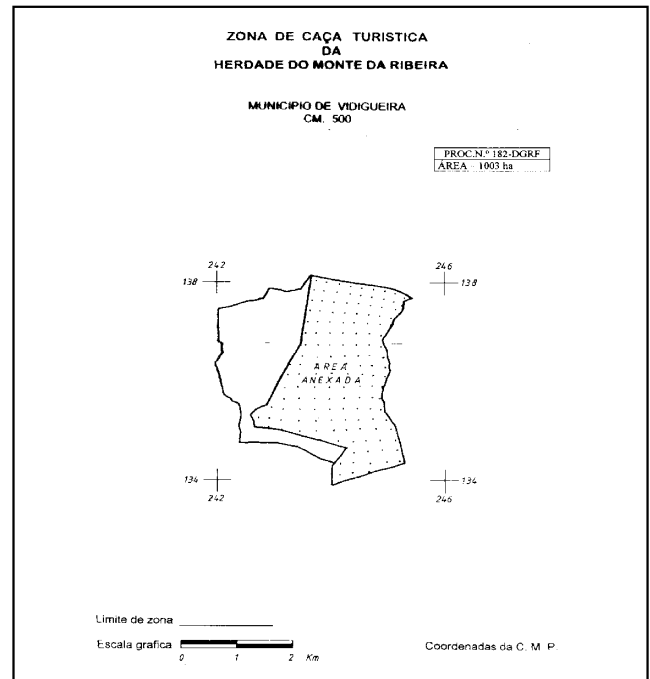 ZONA DE CAÇA TURISTICA
DA
HERDADE DO MONTE DA RIBEIRA
MUNICIPIO DE VIDIGUEIRA
CM. 500
PROC.N.º 182-DGRF
ÁREA - 1003 ha
242 246
138 138
AREA
ANEXADA
134 134
242 246
Limite de zona
Escala grafica
0 1 2 Km
Coordenadas da C. M P.